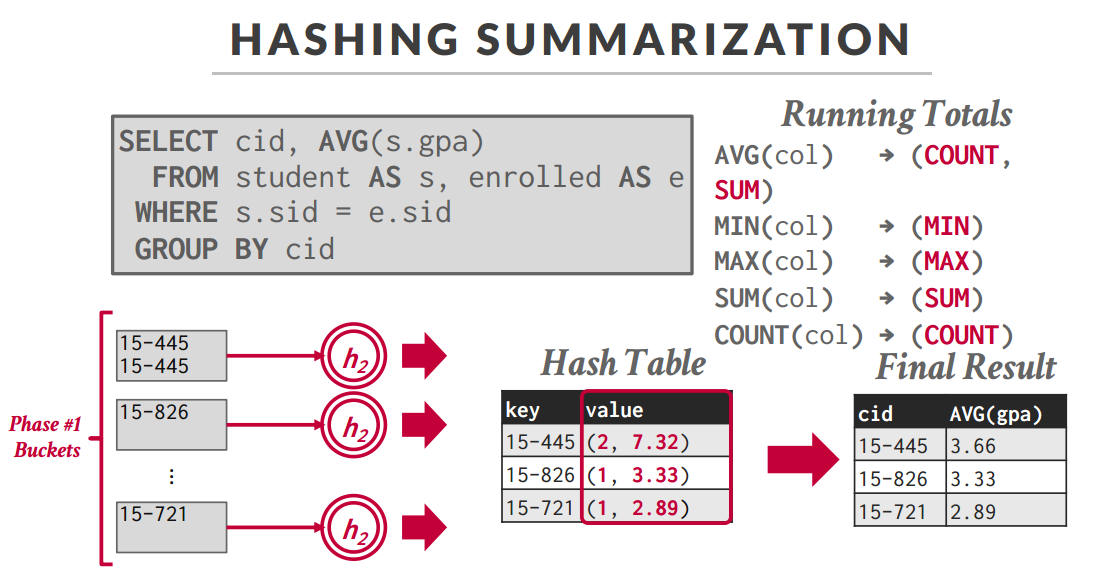 HASHING SUMMARIZATION
SELECT cid, AVG(s.gpa)
FROM student AS s, enrolled AS e
WHERE s.sid = e.sid
GROUP BY cid
Running Totals
AVG(col) → (COUNT,
SUM)
MIN(col) → (MIN)
MAX(col) → (MAX)
SUM(col) → (SUM)
COUNT(col) → (COUNT)
Phase #1
Buckets
15-445
15-445
h2
15-826
h2
⋮
15-721
h2
Hash Table
key value
15-445 (2, 7.32)
15-826 (1, 3.33)
15-721 (1, 2.89)
Final Result
cid AVG(gpa)
15-445 3.66
15-826 3.33
15-721 2.89